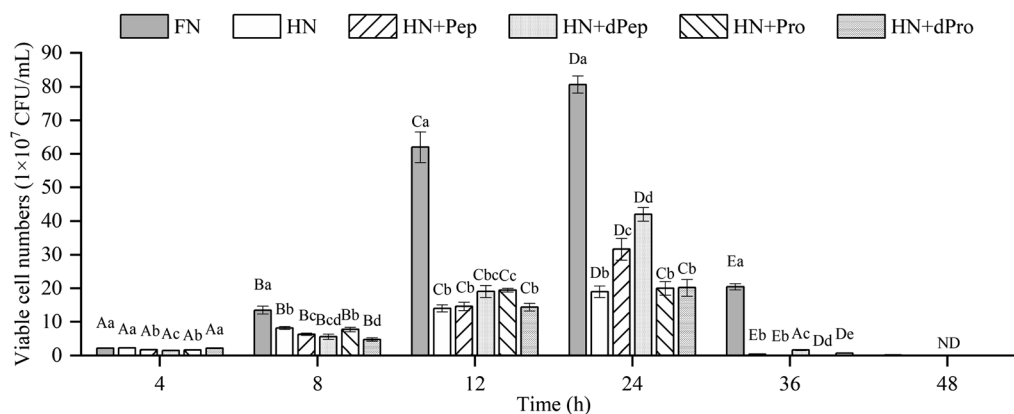 FN HN HN+Pep HN+dPep HN+Pro HN+dPro
Viable cell numbers (1×10⁷ CFU/mL)
90
80
70
60
50
40
30
20
10
0
Aa Aa Ab Ac Ab Aa
Ba Bb Bc Bcd Bb Bd
Ca Cb Cb Cbc Cc Cb
Da Db Dc Dd Cb Cb
Ea Eb Eb Ac Dd De
ND
4 8 12 24 36 48
Time (h)